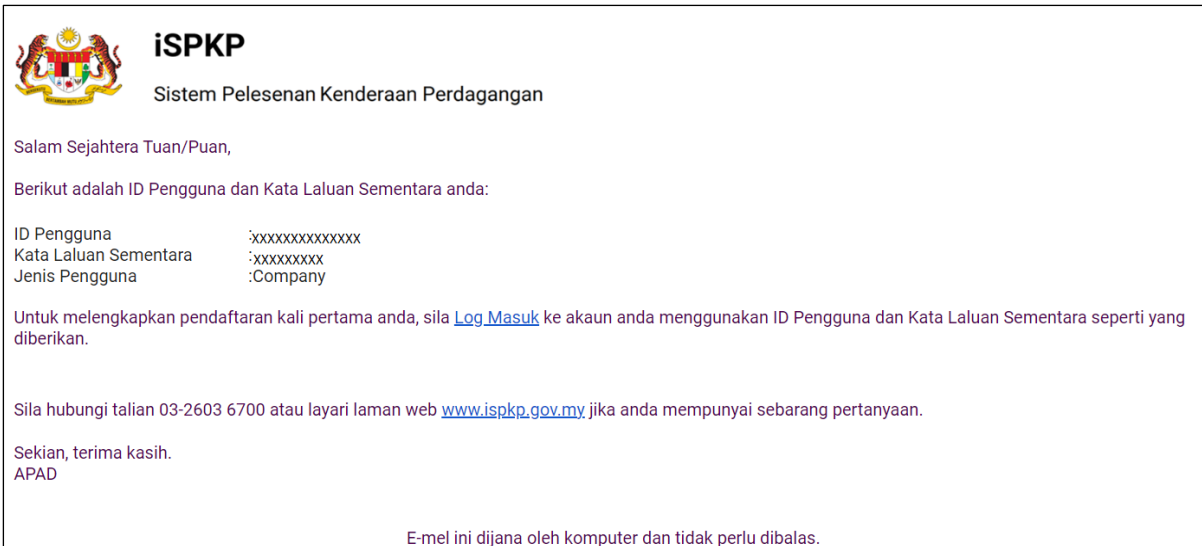 iSPKP
Sistem Pelesenan Kenderaan Perdagangan
Salam Sejahtera Tuan/Puan,
Berikut adalah ID Pengguna dan Kata Laluan Sementara anda:
ID Pengguna :xxxxxxxxxxxxxx
Kata Laluan Sementara :xxxxxxxxx
Jenis Pengguna :Company
Untuk melengkapkan pendaftaran kali pertama anda, sila Log Masuk ke akaun anda menggunakan ID Pengguna dan Kata Laluan Sementara seperti yang
diberikan.
Sila hubungi talian 03-2603 6700 atau layari laman web www.ispkp.gov.my jika anda mempunyai sebarang pertanyaan.
Sekian, terima kasih.
APAD
E-mel ini dijana oleh komputer dan tidak perlu dibalas.